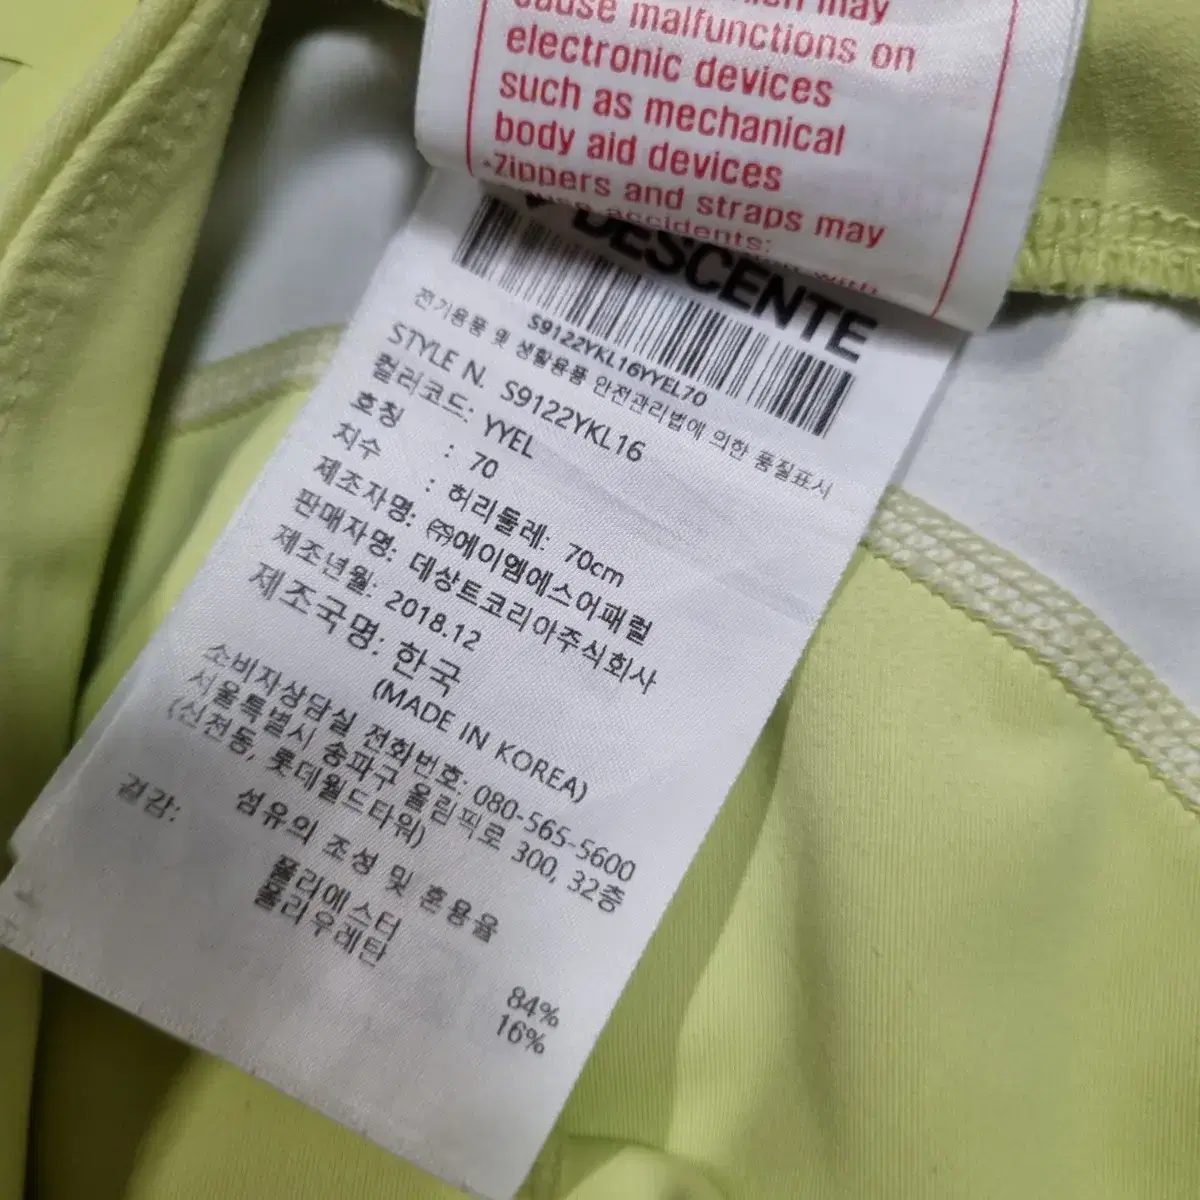 may
cause malfunctions on
electronic devices
such as mechanical
body aid devices
-Zippers and straps may
accidents:
DESCENTE
S9122YKL16YYEL70
전기용품 및 생활용품 안전관리법에 의한 품질표시
STYLE N. S9122YKL16
컬러코드: YYEL
호칭 : 70
치수 : 허리둘레: 70cm
제조자명: ㈜에이엠에스어패럴
판매자명: 데상트코리아주식회사
제조년월: 2018.12
제조국명: 한국
(MADE IN KOREA)
소비자상담실 전화번호: 080-565-5600
서울특별시 송파구 올림픽로 300, 32층
(신천동, 롯데월드타워)
섬유의 조성 및 혼용율
겉감:
폴리에스터 84%
폴리우레탄 16%